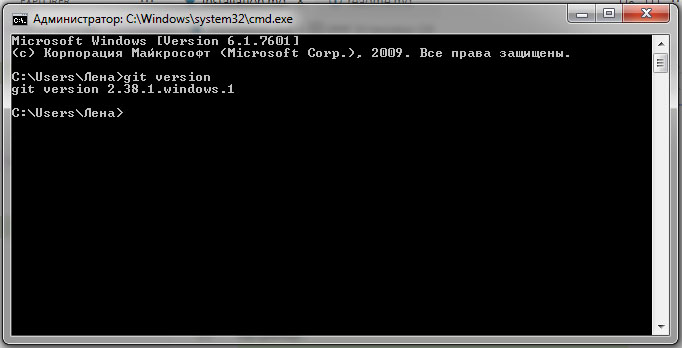 Администратор: C:\Windows\system32\cmd.exe
Microsoft Windows [Version 6.1.7601]
(c) Корпорация Майкрософт (Microsoft Corp.), 2009. Все права защищены.
C:\Users\Лена>git version
git version 2.38.1.windows.1
C:\Users\Лена>